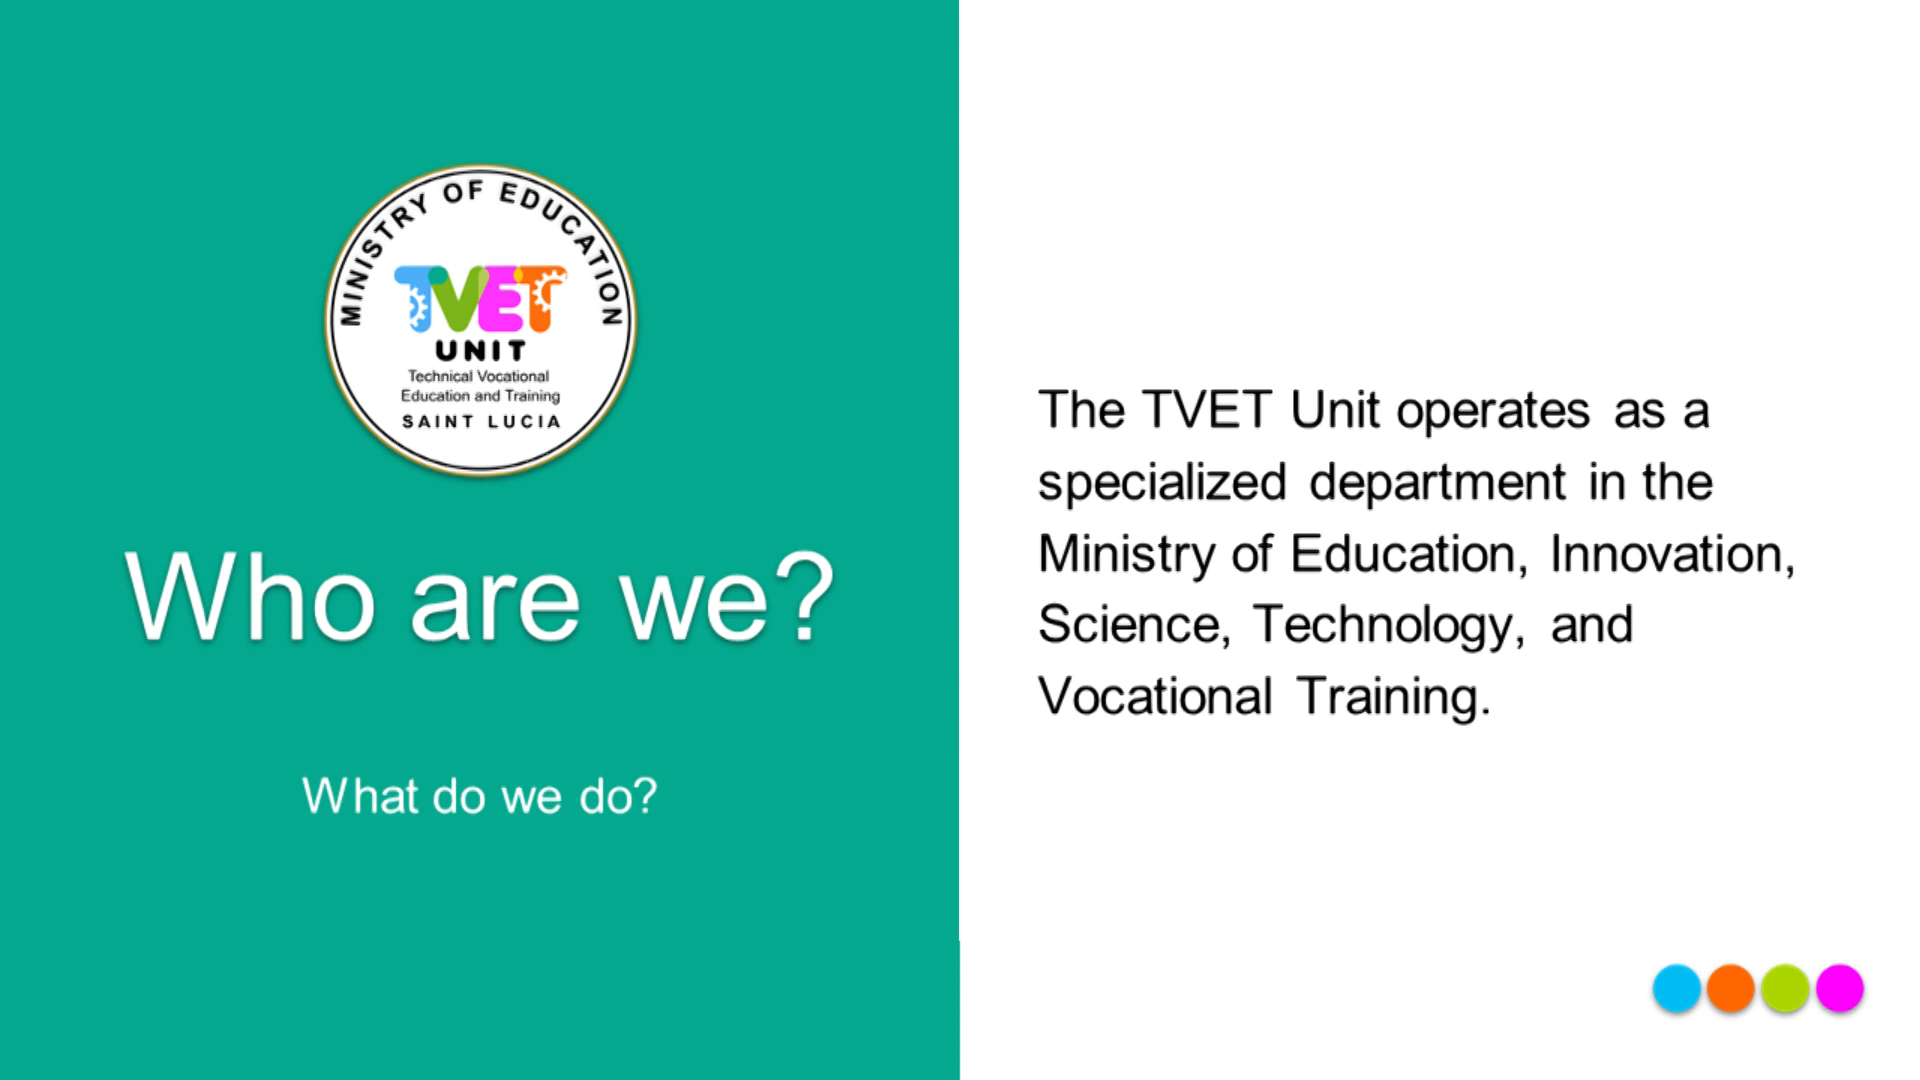 MINISTRY OF EDUCATION
TVET
UNIT
Technical Vocational
Education and Training
SAINT LUCIA
Who are we?
What do we do?
The TVET Unit operates as a
specialized department in the
Ministry of Education, Innovation,
Science, Technology, and
Vocational Training.